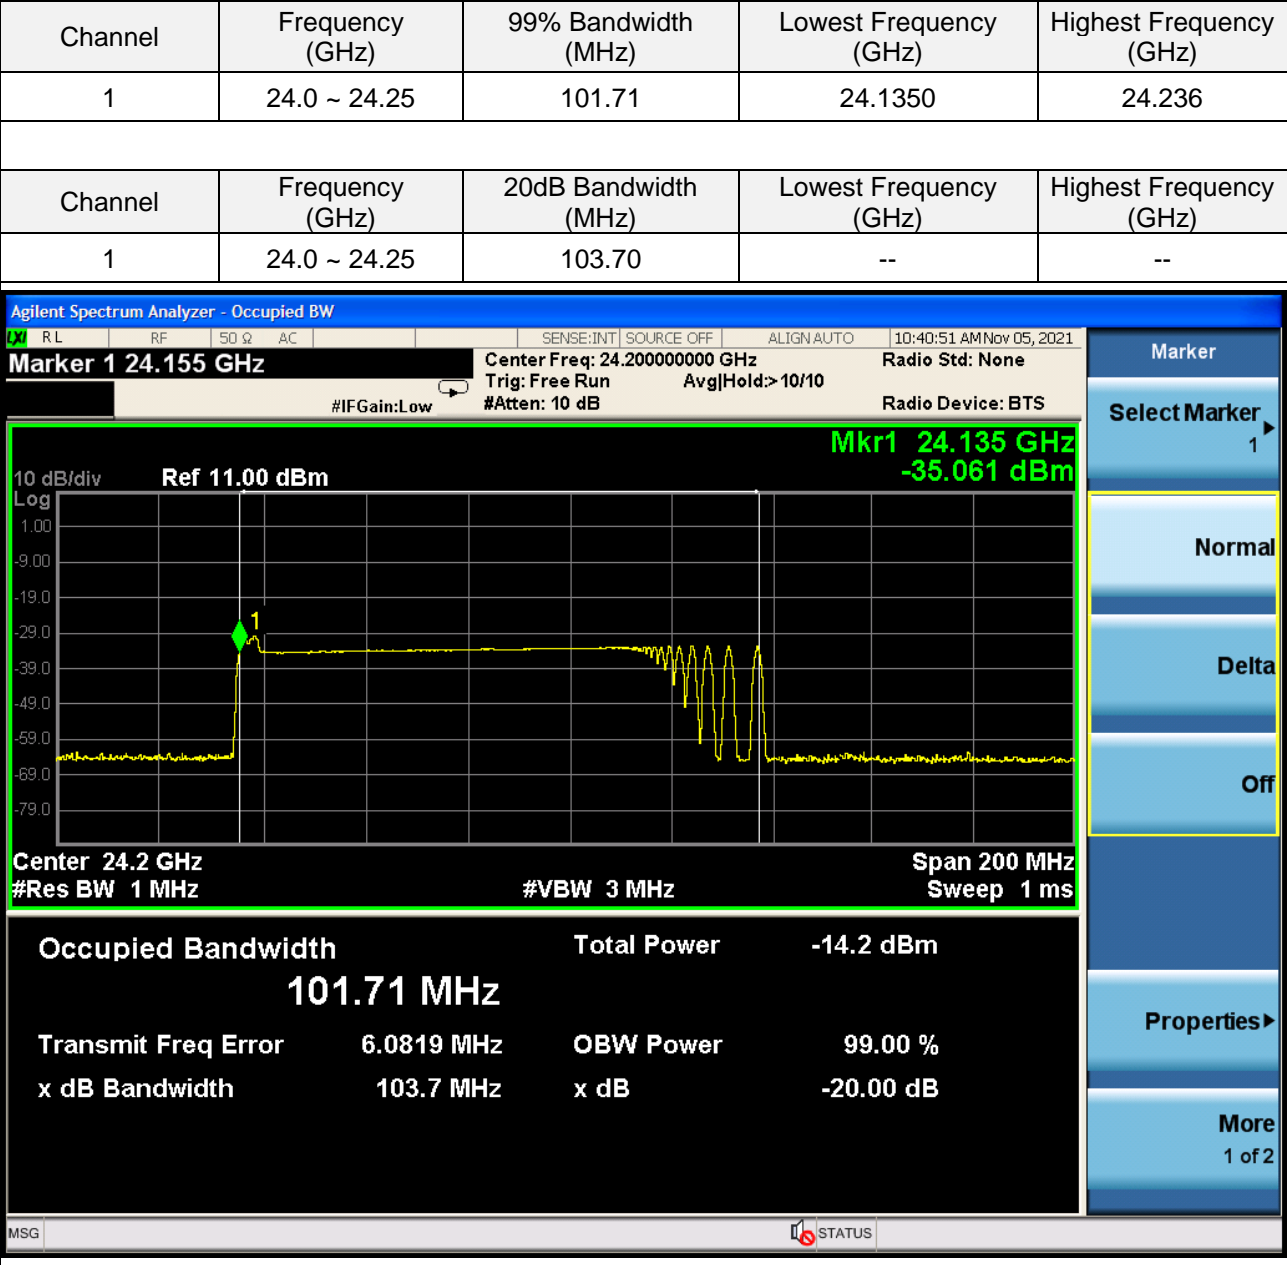 Channel Frequency (GHz) 99% Bandwidth (MHz) Lowest Frequency (GHz) Highest Frequency (GHz)
1 24.0 ~ 24.25 101.71 24.1350 24.236
Channel Frequency (GHz) 20dB Bandwidth (MHz) Lowest Frequency (GHz) Highest Frequency (GHz)
1 24.0 ~ 24.25 103.70 -- --
Agilent Spectrum Analyzer - Occupied BW
LXI R L RF 50 Ω AC SENSE:INT SOURCE OFF ALIGN AUTO 10:40:51 AM Nov 05, 2021
Marker 1 24.155 GHz
Center Freq: 24.200000000 GHz Radio Std: None
Trig: Free Run Avg|Hold:> 10/10
#IFGain:Low #Atten: 10 dB Radio Device: BTS
Mkr1 24.135 GHz
-35.061 dBm
10 dB/div Ref 11.00 dBm
Log
1.00
-9.00
-19.0
1
-29.0
-39.0
-49.0
-59.0
-69.0
-79.0
Center 24.2 GHz Span 200 MHz
#Res BW 1 MHz #VBW 3 MHz Sweep 1 ms
Occupied Bandwidth Total Power -14.2 dBm
101.71 MHz
Transmit Freq Error 6.0819 MHz OBW Power 99.00 %
x dB Bandwidth 103.7 MHz x dB -20.00 dB
Marker
Select Marker
1
Normal
Delta
Off
Properties
More
1 of 2
MSG STATUS